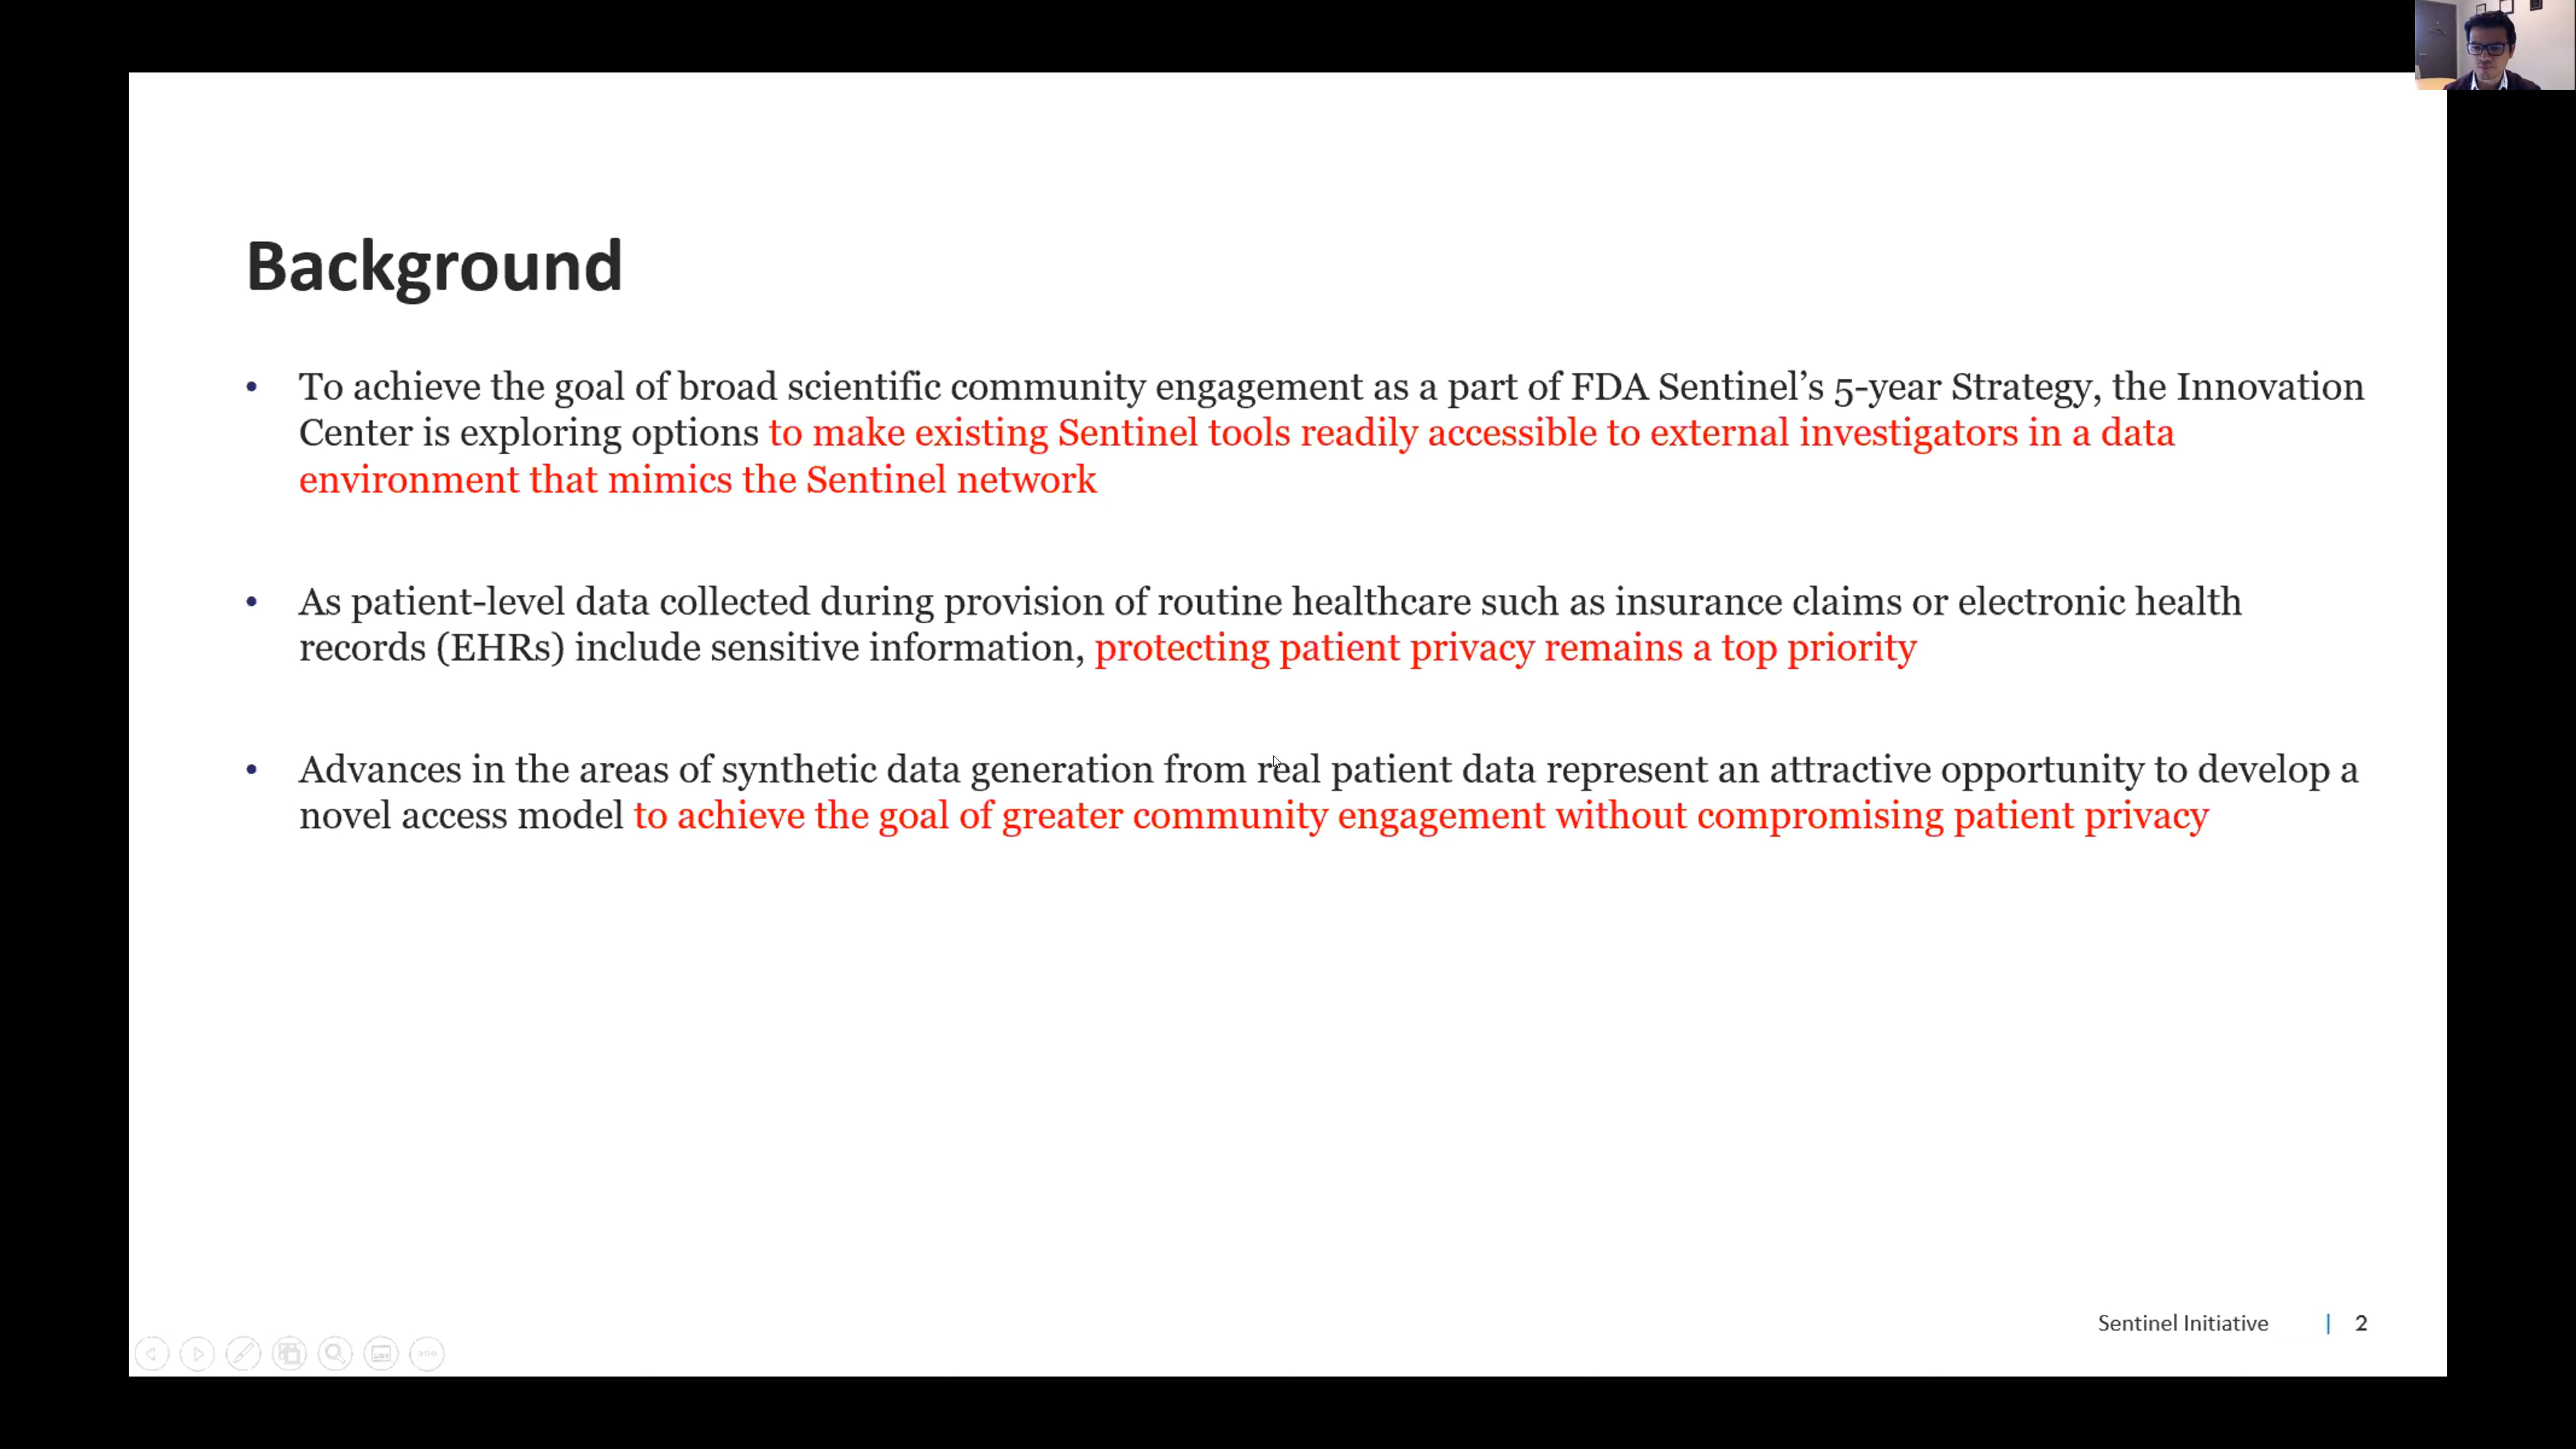 Background
• To achieve the goal of broad scientific community engagement as a part of FDA Sentinel’s 5-year Strategy, the Innovation
Center is exploring options to make existing Sentinel tools readily accessible to external investigators in a data
environment that mimics the Sentinel network
• As patient-level data collected during provision of routine healthcare such as insurance claims or electronic health
records (EHRs) include sensitive information, protecting patient privacy remains a top priority
• Advances in the areas of synthetic data generation from real patient data represent an attractive opportunity to develop a
novel access model to achieve the goal of greater community engagement without compromising patient privacy
Sentinel Initiative | 2